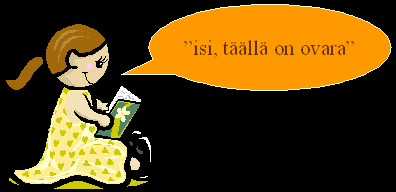 ”isi, täällä on ovara”